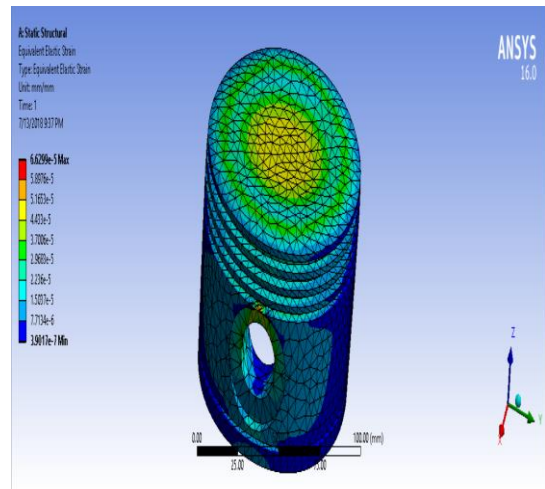 A: Static Structural
Equivalent Elastic Strain
Type: Equivalent Elastic Strain
Unit: mm/mm
Time: 1
7/13/2018 9:37 PM
ANSYS
16.0
6.6299e-5 Max
5.8976e-5
5.1653e-5
4.433e-5
3.7006e-5
2.9683e-5
2.236e-5
1.5037e-5
7.7134e-6
3.9017e-7 Min
Z
Y
X
0.00
100.00 (mm)
25.00
75.00